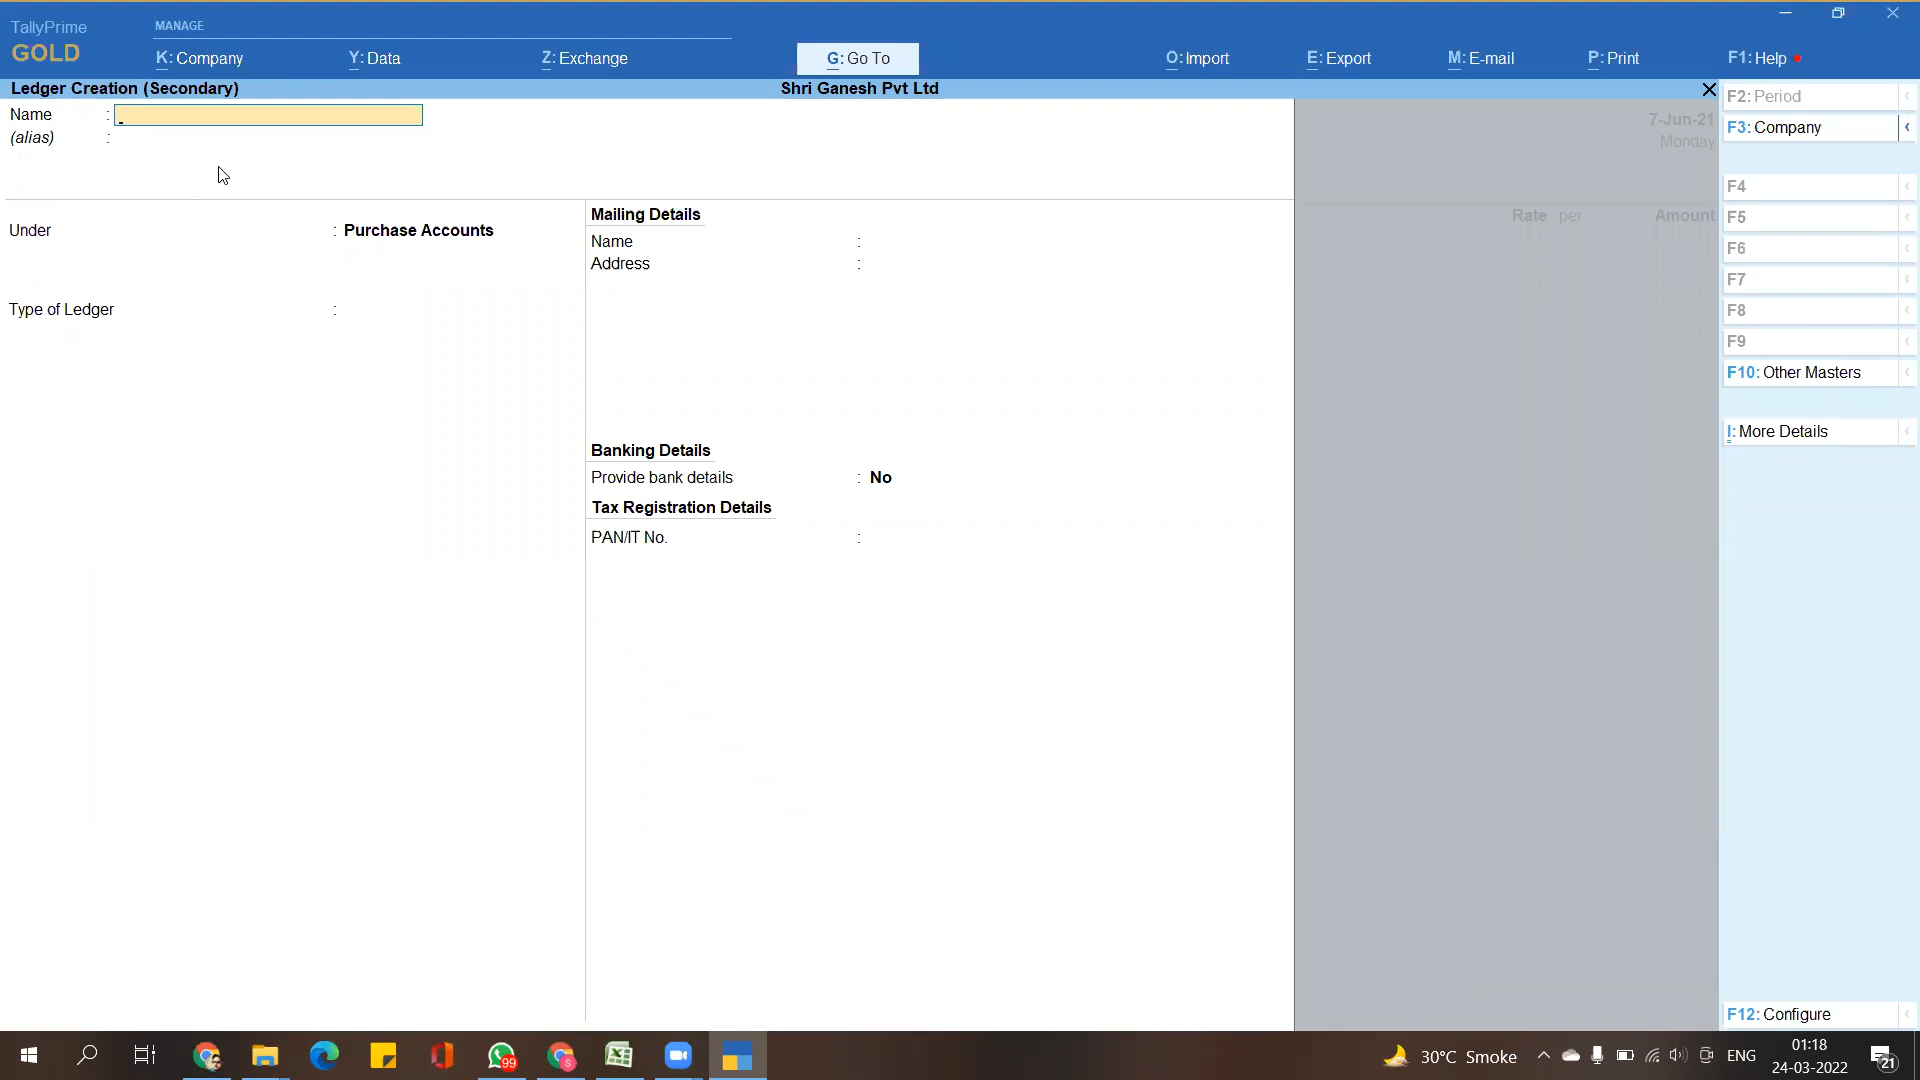 TallyPrime
GOLD
MANAGE
K: Company
Y: Data
Z: Exchange
G: Go To
O: Import
E: Export
M: E-mail
P: Print
F1: Help
Ledger Creation (Secondary)
Shri Ganesh Pvt Ltd
Name :
(alias) :
7-Jun-21
Monday
Under : Purchase Accounts
Type of Ledger :
Mailing Details
Name :
Address :
Banking Details
Provide bank details : No
Tax Registration Details
PAN/IT No. :
Rate per Amount
F2: Period
F3: Company
F4
F5
F6
F7
F8
F9
F10: Other Masters
I: More Details
F12: Configure
99
S
30°C Smoke
ENG
01:18
24-03-2022
21